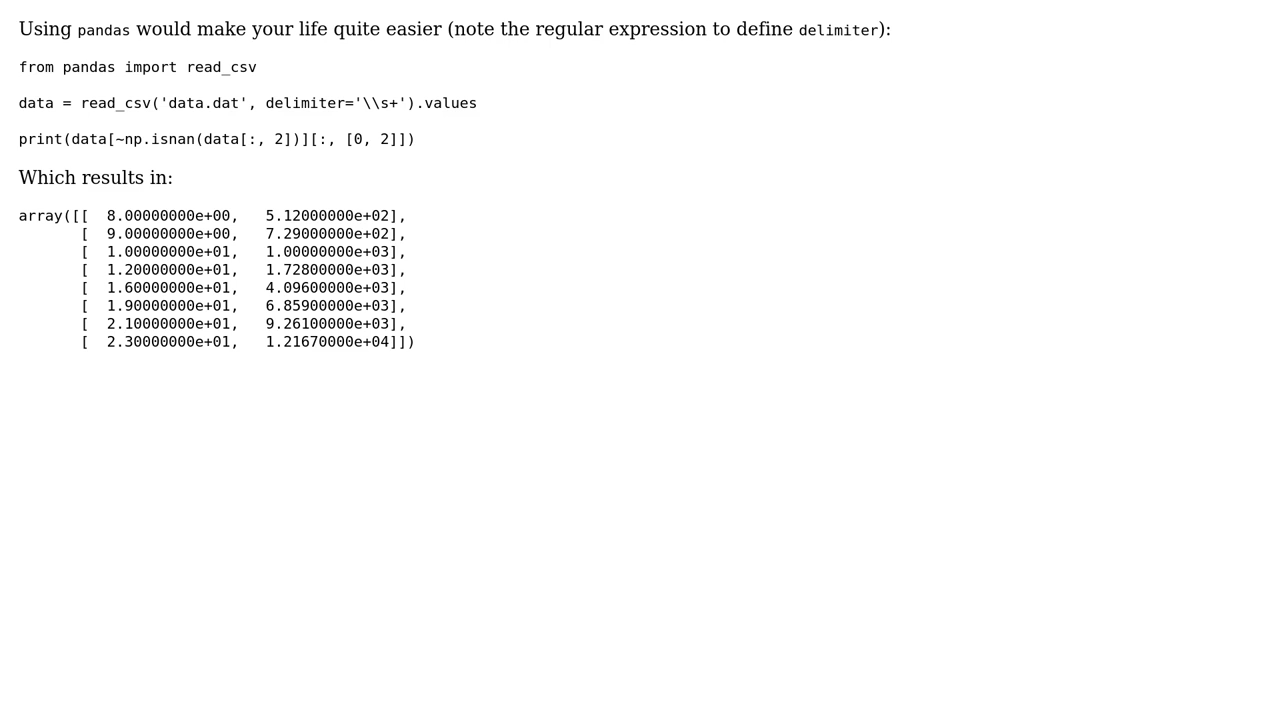 Using pandas would make your life quite easier (note the regular expression to define delimiter):
from pandas import read_csv
data = read_csv('data.dat', delimiter='\\s+').values
print(data[~np.isnan(data[:, 2])][:, [0, 2]])
Which results in:
array([[  8.00000000e+00,   5.12000000e+02],
       [  9.00000000e+00,   7.29000000e+02],
       [  1.00000000e+01,   1.00000000e+03],
       [  1.20000000e+01,   1.72800000e+03],
       [  1.60000000e+01,   4.09600000e+03],
       [  1.90000000e+01,   6.85900000e+03],
       [  2.10000000e+01,   9.26100000e+03],
       [  2.30000000e+01,   1.21670000e+04]])